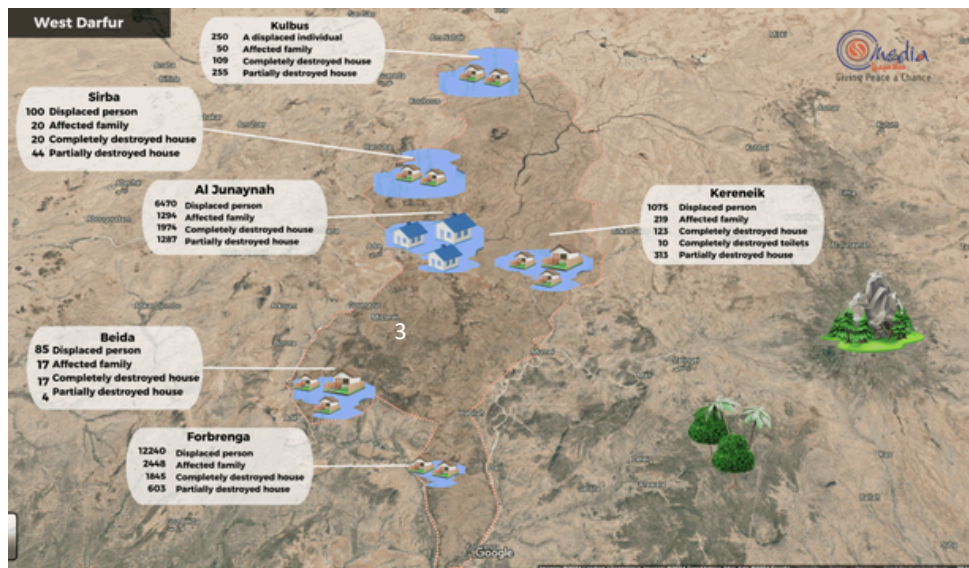 West Darfur
Kulbus
250 A displaced individual
50 Affected family
109 Completely destroyed house
255 Partially destroyed house
media
Giving Peace a Chance
Sirba
100 Displaced person
20 Affected family
20 Completely destroyed house
44 Partially destroyed house
Al Junaynah
6470 Displaced person
1294 Affected family
1974 Completely destroyed house
1287 Partially destroyed house
Kereneik
1075 Displaced person
219 Affected family
123 Completely destroyed house
10 Completely destroyed toilets
313 Partially destroyed house
3
Beida
85 Displaced person
17 Affected family
17 Completely destroyed house
4 Partially destroyed house
Forbrenga
12240 Displaced person
2448 Affected family
1845 Completely destroyed house
603 Partially destroyed house
Google